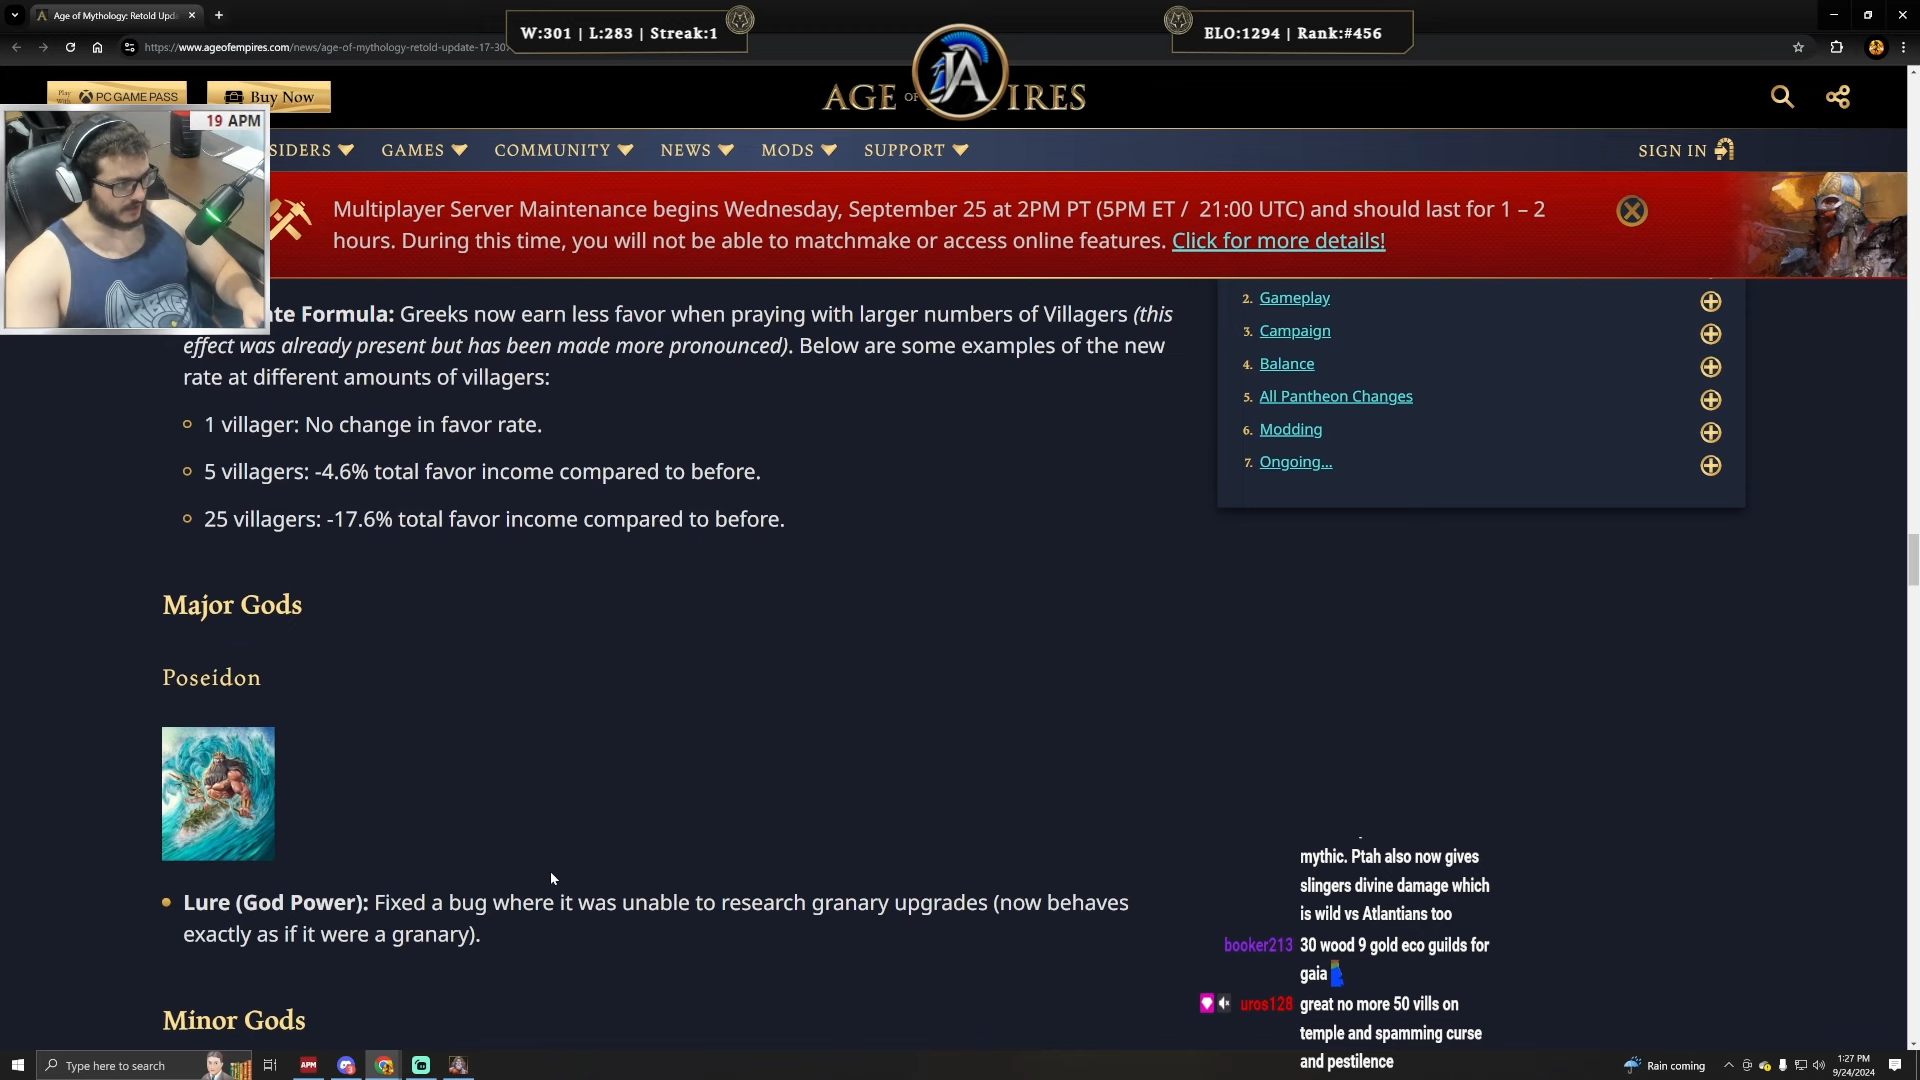 Age of Mythology: Retold Upd
W:301 | L:283 | Streak:1
ELO:1294 | Rank:#456
https://www.ageofempires.com/news/age-of-mythology-retold-update-17-30
Play With PC GAME PASS
Buy Now
AGE OF IRES
19 APM
SIDERS
GAMES
COMMUNITY
NEWS
MODS
SUPPORT
SIGN IN
Multiplayer Server Maintenance begins Wednesday, September 25 at 2PM PT (5PM ET / 21:00 UTC) and should last for 1 – 2
hours. During this time, you will not be able to matchmake or access online features. Click for more details!
te Formula: Greeks now earn less favor when praying with larger numbers of Villagers (this
effect was already present but has been made more pronounced). Below are some examples of the new
rate at different amounts of villagers:
1 villager: No change in favor rate.
5 villagers: -4.6% total favor income compared to before.
25 villagers: -17.6% total favor income compared to before.
2. Gameplay
3. Campaign
4. Balance
5. All Pantheon Changes
6. Modding
7. Ongoing...
Major Gods
Poseidon
Lure (God Power): Fixed a bug where it was unable to research granary upgrades (now behaves
exactly as if it were a granary).
Minor Gods
mythic. Ptah also now gives
slingers divine damage which
is wild vs Atlantians too
booker213 30 wood 9 gold eco guilds for
gaia
uros128 great no more 50 vills on
temple and spamming curse
and pestilence
Type here to search
APM
Rain coming
1:27 PM
9/24/2024